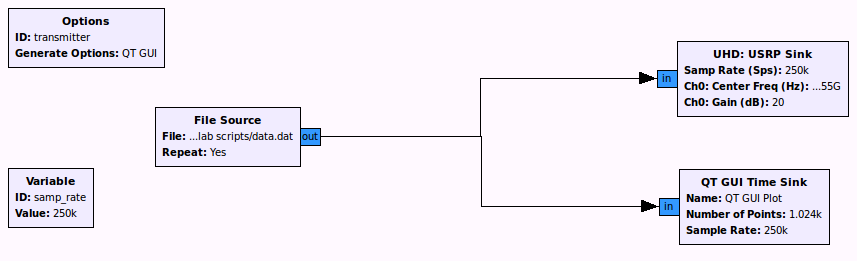 Options
ID: transmitter
Generate Options: QT GUI
Variable
ID: samp_rate
Value: 250k
File Source
File: ...lab scripts/data.dat
Repeat: Yes
out
in
UHD: USRP Sink
Samp Rate (Sps): 250k
Ch0: Center Freq (Hz): ...55G
Ch0: Gain (dB): 20
in
QT GUI Time Sink
Name: QT GUI Plot
Number of Points: 1.024k
Sample Rate: 250k